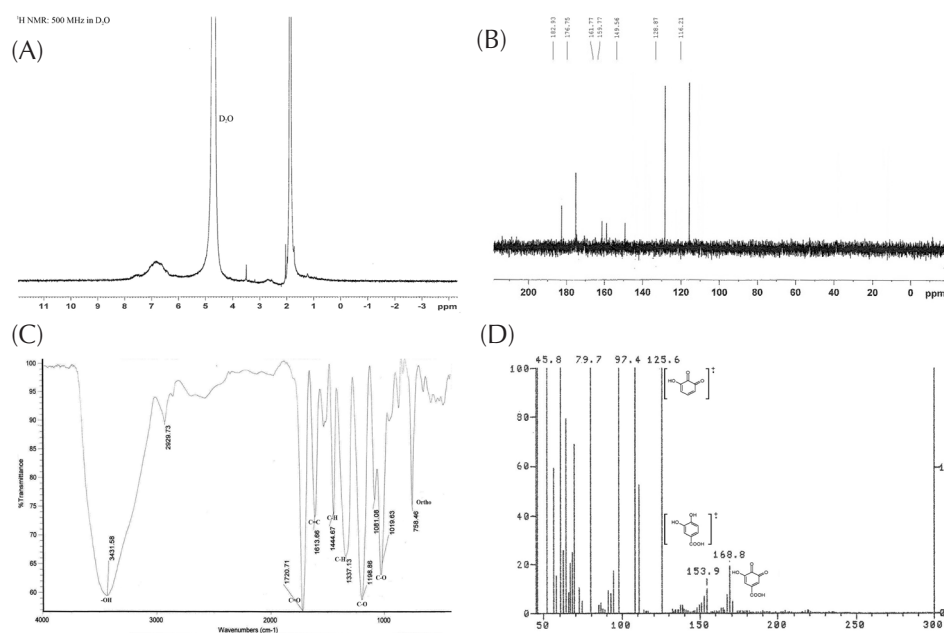 ¹H NMR: 500 MHz in D₂O
(A)
D₂O
11 10 9 8 7 6 5 4 3 2 1 0 -1 -2 -3 ppm
(B)
182.93
176.75
161.77
159.77
149.56
128.87
116.21
200 180 160 140 120 100 80 60 40 20 0 ppm
(C)
%Transmittance
100
95
90
85
80
75
70
65
60
3431.58
-OH
2929.73
1720.71
C=O
C=C
1613.66
C-H
1444.67
C-H
1337.13
1198.86
C-O
1081.08
C-O
1019.63
Ortho
758.46
4000 3000 2000 1000
Wavenumbers (cm-1)
(D)
45.8 79.7 97.4 125.6
100
80
60
40
20
0
HO O O
OH HO COOH
153.9
168.8
HO O O COOH
50 100 150 200 250 300